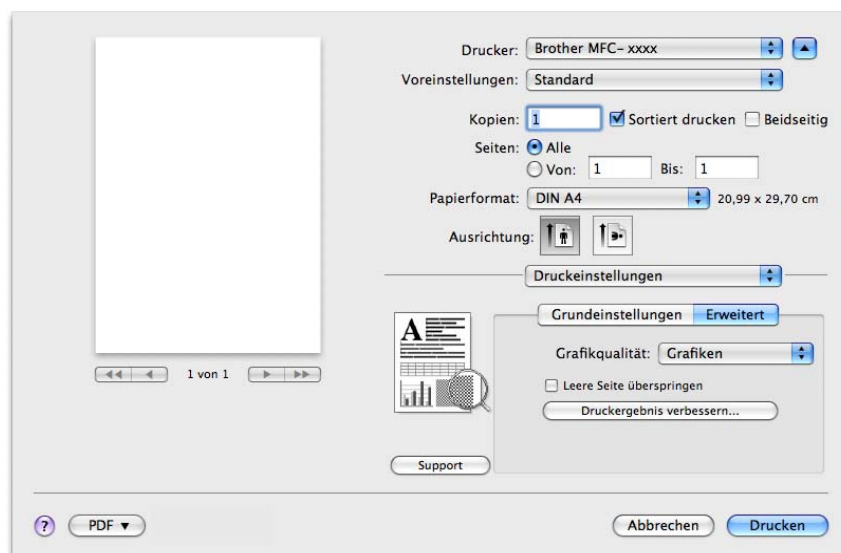 Drucker: Brother MFC- xxxx
Voreinstellungen: Standard
Kopien: 1 Sortiert drucken Beidseitig
Seiten: Alle
Von: 1 Bis: 1
Papierformat: DIN A4 20,99 x 29,70 cm
Ausrichtung:
Druckeinstellungen
Grundeinstellungen Erweitert
A
Grafikqualität: Grafiken
1 von 1
Leere Seite überspringen
Druckergebnis verbessern...
Support
? PDF Abbrechen Drucken